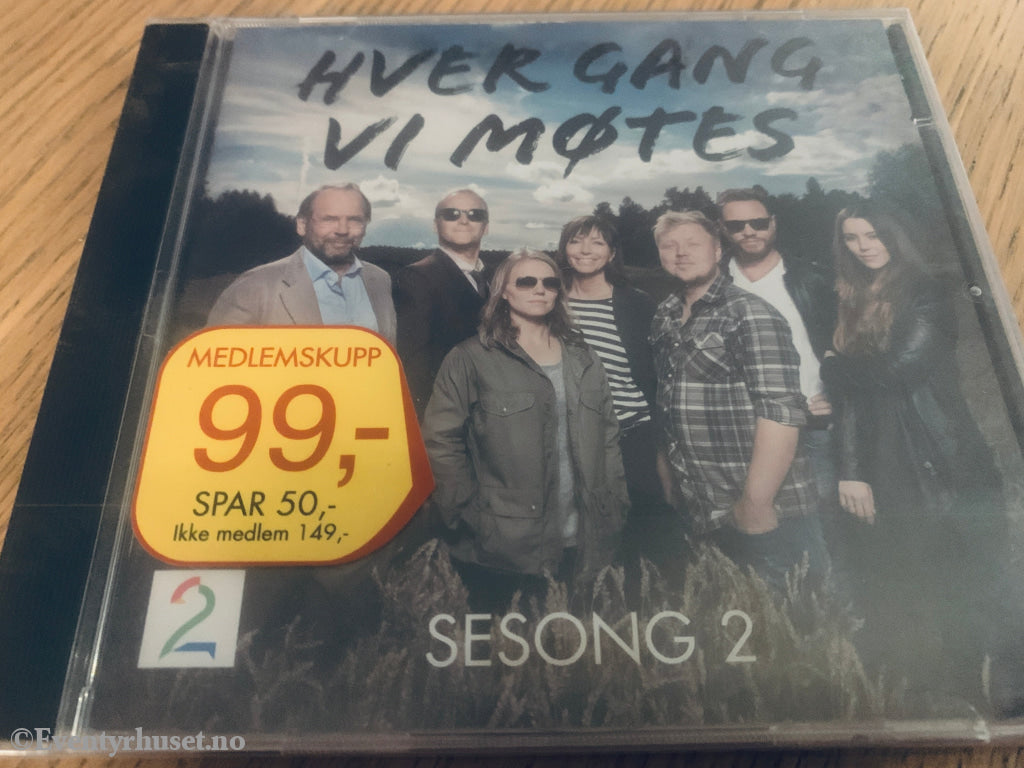 HVER GANG
VI MØTES
MEDLEMSKUPP
99,-
SPAR 50,-
Ikke medlem 149,-
2
SESONG 2
©Eventyrhuset.no